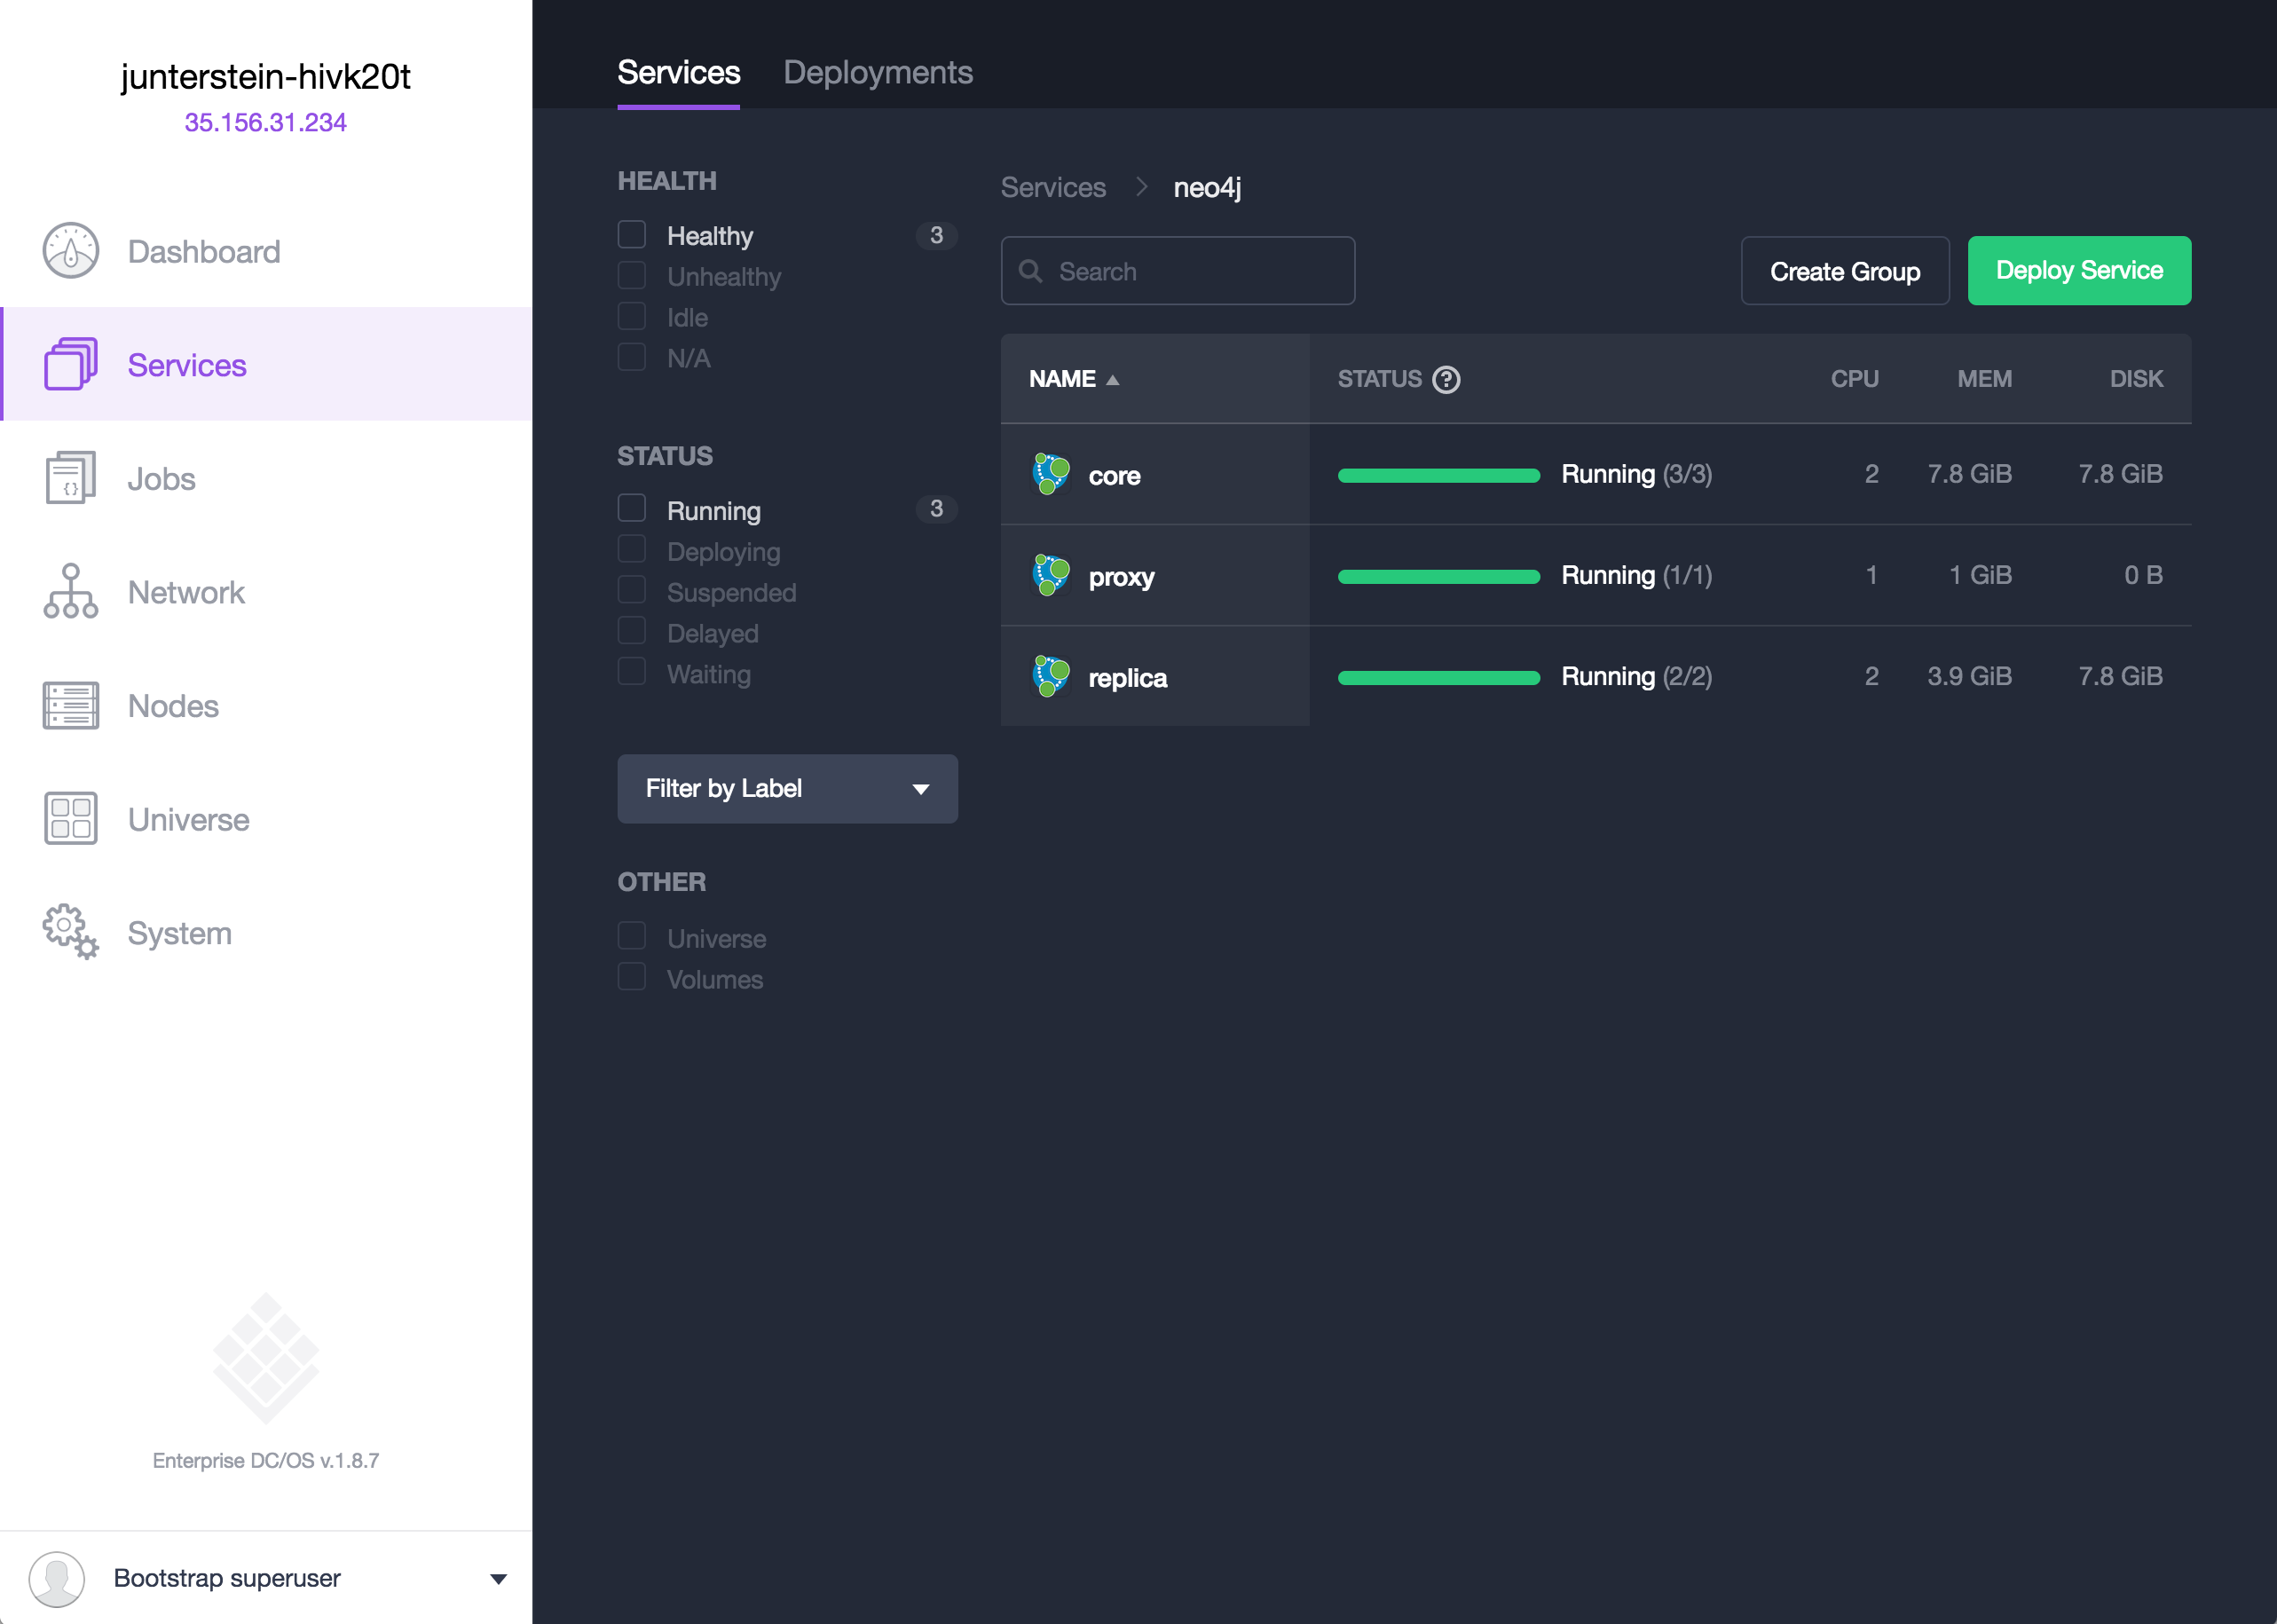 junterstein-hivk20t
35.156.31.234
Dashboard
Services
Jobs
Network
Nodes
Universe
System
Enterprise DC/OS v.1.8.7
Bootstrap superuser
Services Deployments
HEALTH
Healthy 3
Unhealthy
Idle
N/A
STATUS
Running 3
Deploying
Suspended
Delayed
Waiting
Filter by Label
OTHER
Universe
Volumes
Services > neo4j
Search
Create Group
Deploy Service
NAME STATUS ? CPU MEM DISK
core Running (3/3) 2 7.8 GiB 7.8 GiB
proxy Running (1/1) 1 1 GiB 0 B
replica Running (2/2) 2 3.9 GiB 7.8 GiB